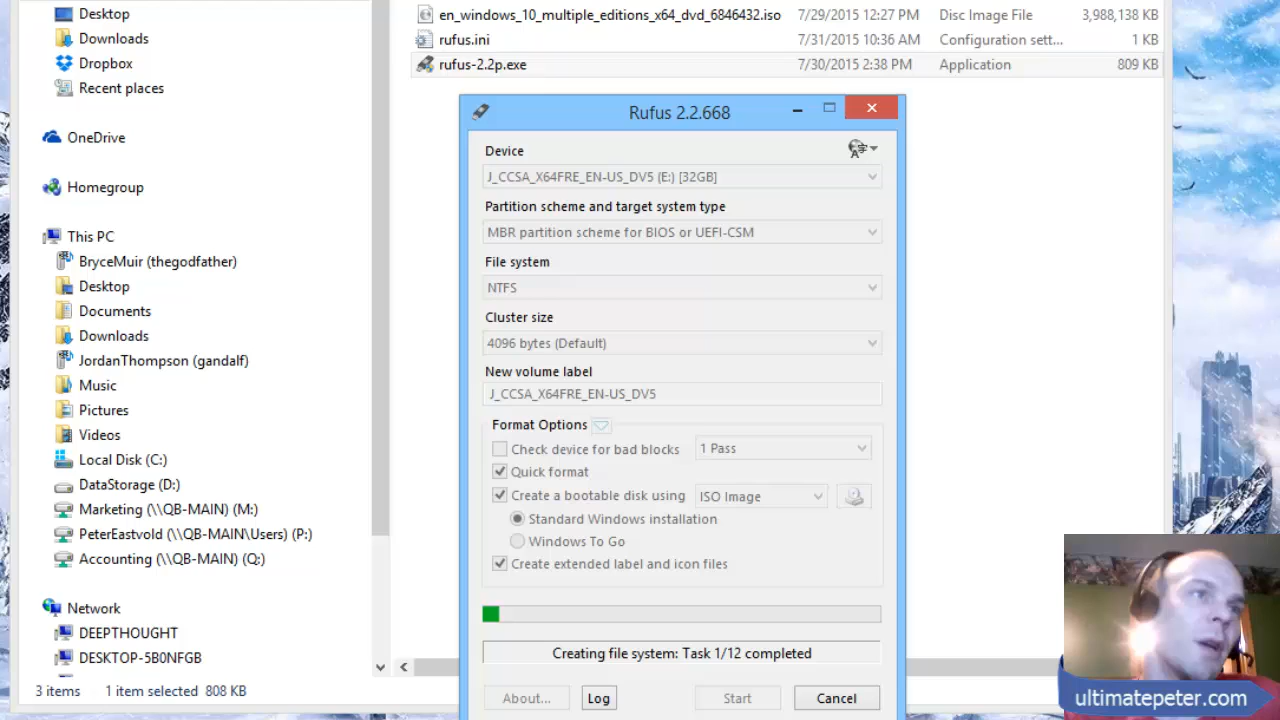 Desktop
Downloads
Dropbox
Recent places
OneDrive
Homegroup
This PC
BryceMuir (thegodfather)
Desktop
Documents
Downloads
JordanThompson (gandalf)
Music
Pictures
Videos
Local Disk (C:)
DataStorage (D:)
Marketing (\\QB-MAIN) (M:)
PeterEastvold (\\QB-MAIN\Users) (P:)
Accounting (\\QB-MAIN) (Q:)
Network
DEEPTHOUGHT
DESKTOP-5B0NFGB
3 items 1 item selected 808 KB
en_windows_10_multiple_editions_x64_dvd_6846432.iso 7/29/2015 12:27 PM Disc Image File 3,988,138 KB
rufus.ini 7/31/2015 10:36 AM Configuration sett... 1 KB
rufus-2.2p.exe 7/30/2015 2:38 PM Application 809 KB
Rufus 2.2.668
Device
J_CCSA_X64FRE_EN-US_DV5 (E:) [32GB]
Partition scheme and target system type
MBR partition scheme for BIOS or UEFI-CSM
File system
NTFS
Cluster size
4096 bytes (Default)
New volume label
J_CCSA_X64FRE_EN-US_DV5
Format Options
Check device for bad blocks 1 Pass
Quick format
Create a bootable disk using ISO Image
Standard Windows installation
Windows To Go
Create extended label and icon files
Creating file system: Task 1/12 completed
About... Log Start Cancel
ultimatepeter.com